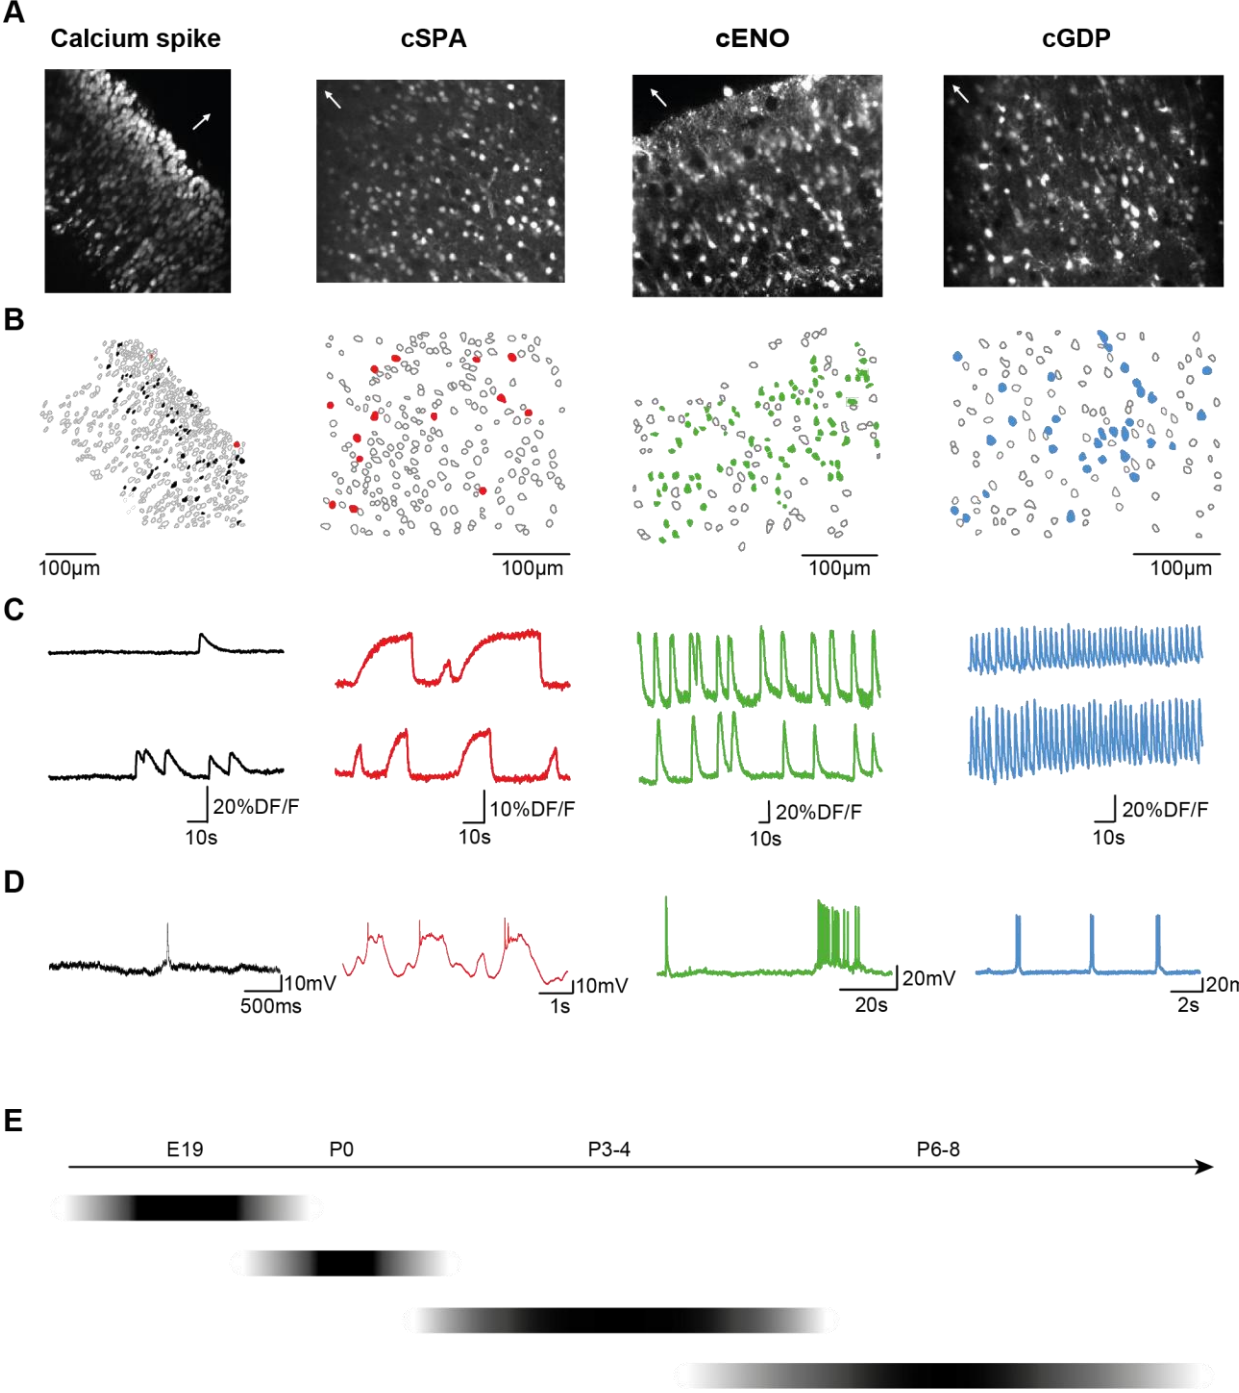 A
Calcium spike cSPA cENO cGDP
B
100µm 100µm 100µm 100µm
C
20%DF/F 10%DF/F 20%DF/F 20%DF/F
10s 10s 10s 10s
D
10mV 10mV 20mV 20m
500ms 1s 20s 2s
E
E19 P0 P3-4 P6-8